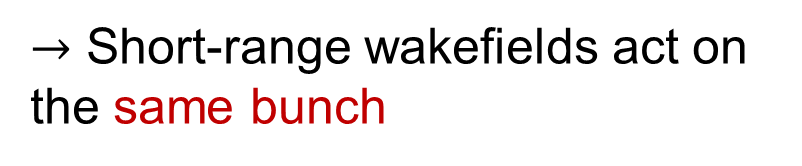 → Short-range wakefields act on
the same bunch